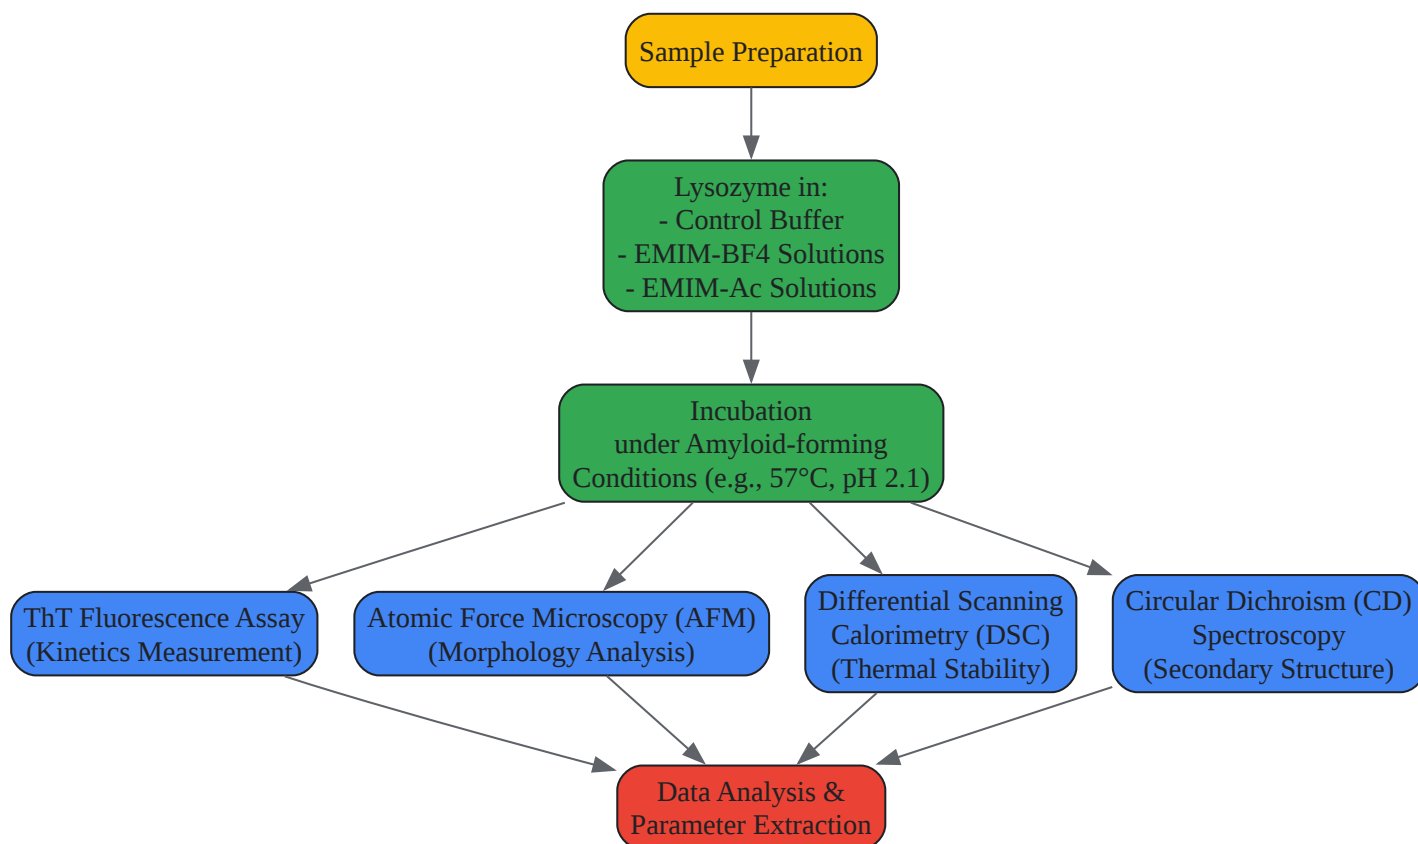 Sample Preparation
Lysozyme in:
- Control Buffer
- EMIM-BF4 Solutions
- EMIM-Ac Solutions
Incubation
under Amyloid-forming
Conditions (e.g., 57°C, pH 2.1)
ThT Fluorescence Assay
(Kinetics Measurement)
Atomic Force Microscopy (AFM)
(Morphology Analysis)
Differential Scanning
Calorimetry (DSC)
(Thermal Stability)
Circular Dichroism (CD)
Spectroscopy
(Secondary Structure)
Data Analysis &
Parameter Extraction